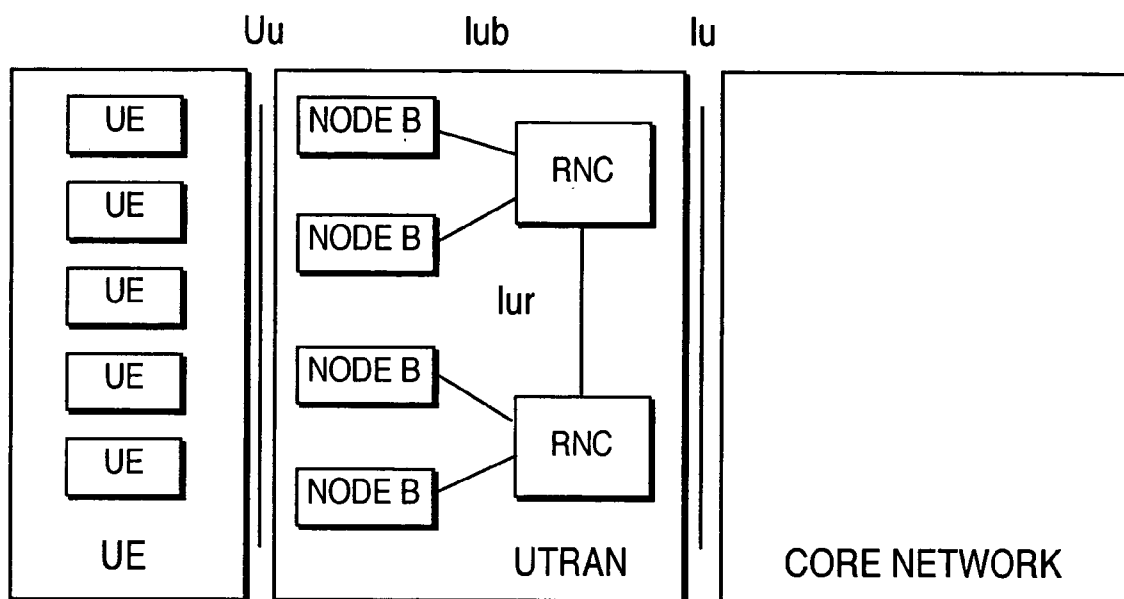 Uu
Iub
Iu
UE
UE
UE
UE
UE
UE
NODE B
NODE B
NODE B
NODE B
RNC
Iur
RNC
UTRAN
CORE NETWORK